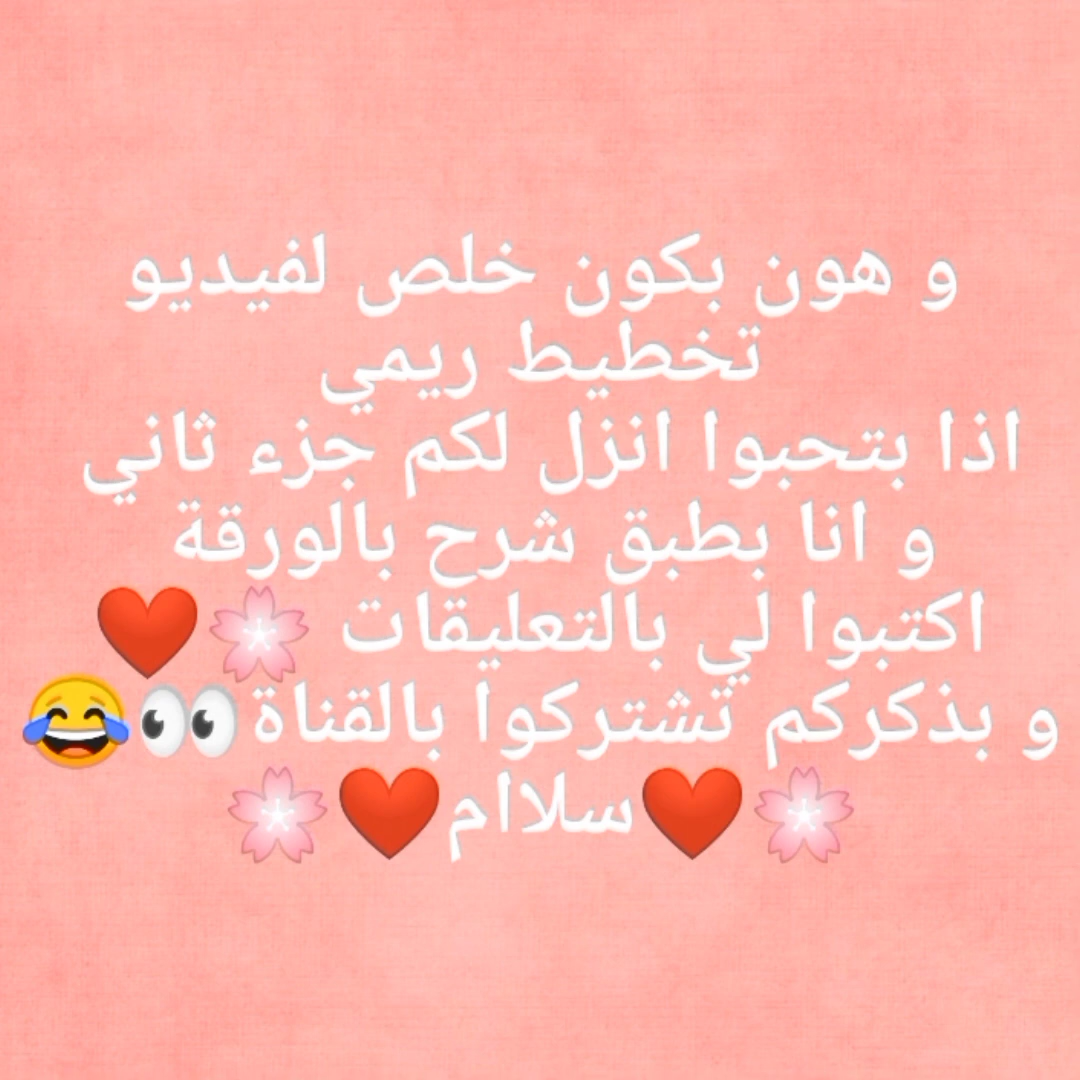 و هون بكون خلص لفيديو
تخطيط ريمي
اذا بتحبوا انزل لكم جزء ثاني
و انا بطبق شرح بالورقة
اكتبوا لي بالتعليقات 🌸❤️
و بذكركم تشتركوا بالقناة👀😂
🌸❤️سلاام❤️🌸